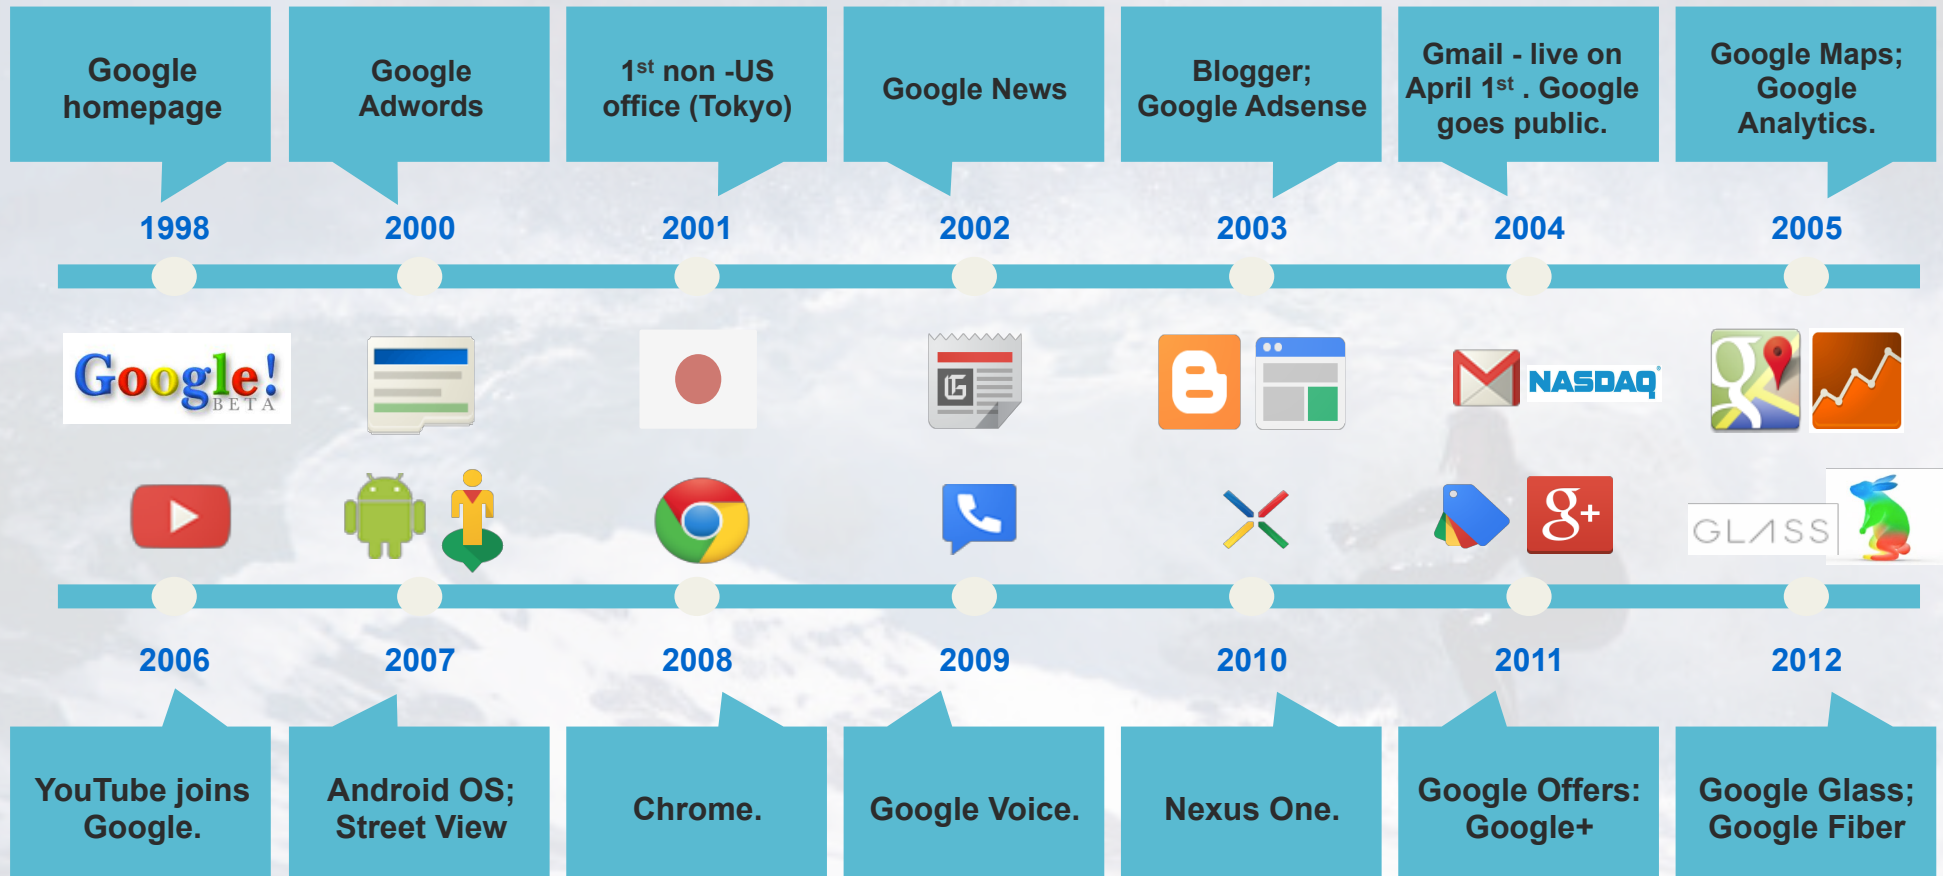 Google
homepage
Google
Adwords
1st non -US
office (Tokyo)
Google News
Blogger;
Google Adsense
Gmail - live on
April 1st . Google
goes public.
Google Maps;
Google
Analytics.
1998
2000
2001
2002
2003
2004
2005
Google!
BETA
G
B
M
NASDAQ
g
g+
GLASS
2006
2007
2008
2009
2010
2011
2012
YouTube joins
Google.
Android OS;
Street View
Chrome.
Google Voice.
Nexus One.
Google Offers:
Google+
Google Glass;
Google Fiber